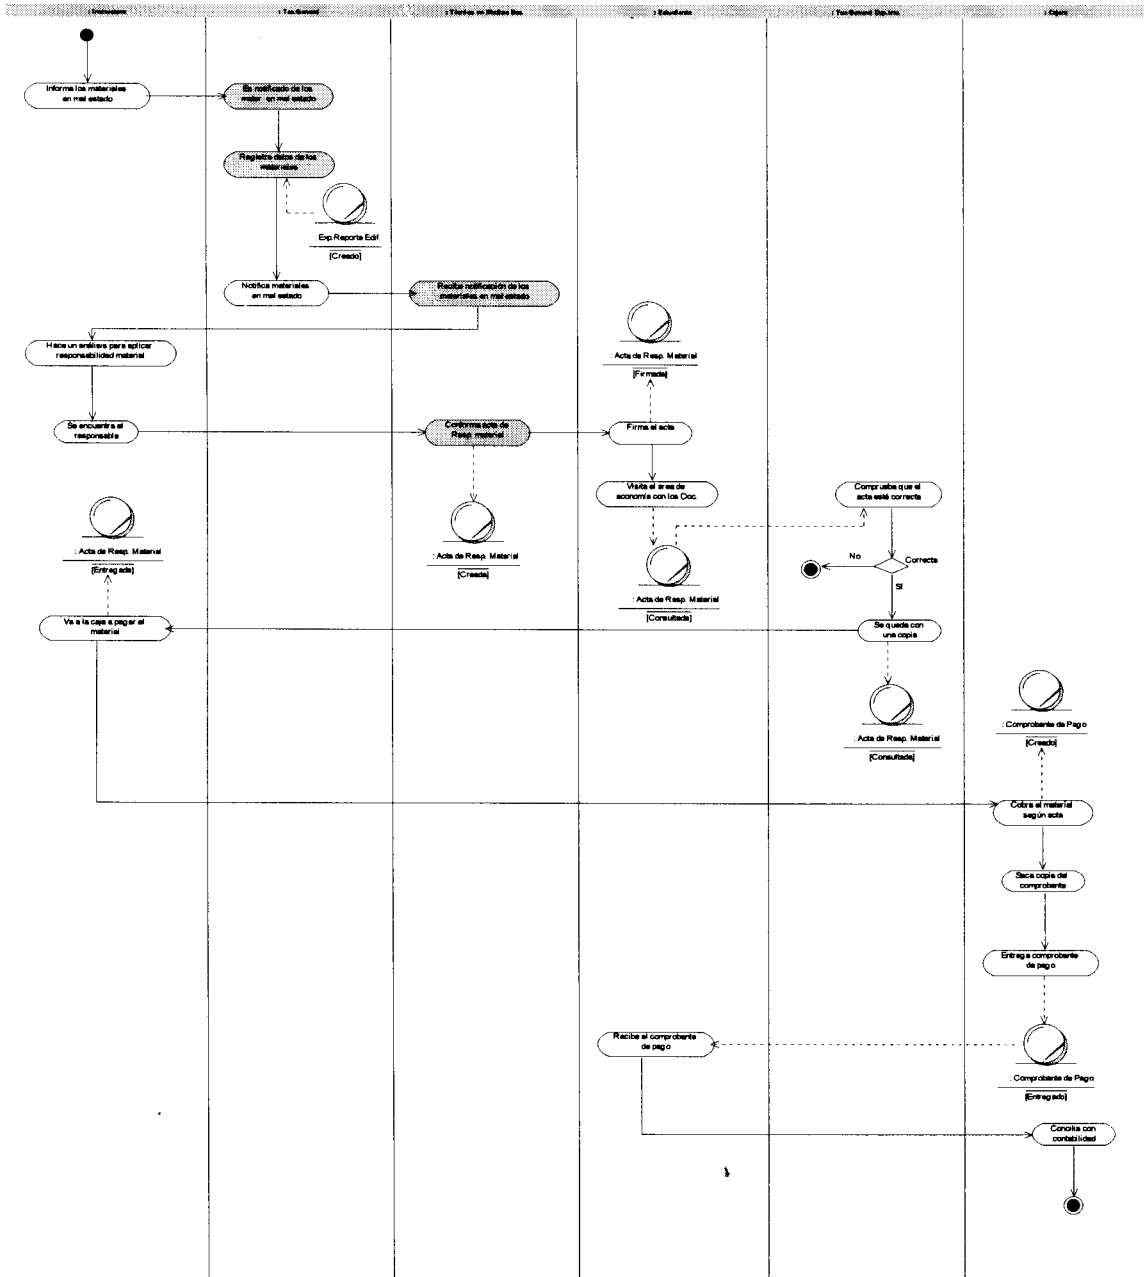 : Estudiante
: Cajero
Informa los materiales
en mal estado
Es notificado de los
mater. en mal estado
Registra datos de los
materiales
Exp.Reporte Edif.
[Creado]
Notifica materiales
en mal estado
Recibe notificación de los
materiales en mal estado
Hace un análisis para aplicar
responsabilidad material
: Acta de Resp. Material
[Firmada]
Se encuentra el
responsable
Conforma acta de
Resp. material
Firma el acta
Visita el área de
economía con los Doc.
Comprueba que el
acta está correcta
: Acta de Resp. Material
[Entregada]
: Acta de Resp. Material
[Creada]
: Acta de Resp. Material
[Consultada]
No
Correcta
Sí
Va a la caja a pagar el
material
Se queda con
una copia
: Acta de Resp. Material
[Consultada]
: Comprobante de Pago
[Creado]
Cobra el material
según acta
Saca copia del
comprobante
Entrega comprobante
de pago
Recibe el comprobante
de pago
: Comprobante de Pago
[Entregado]
Concilia con
contabilidad